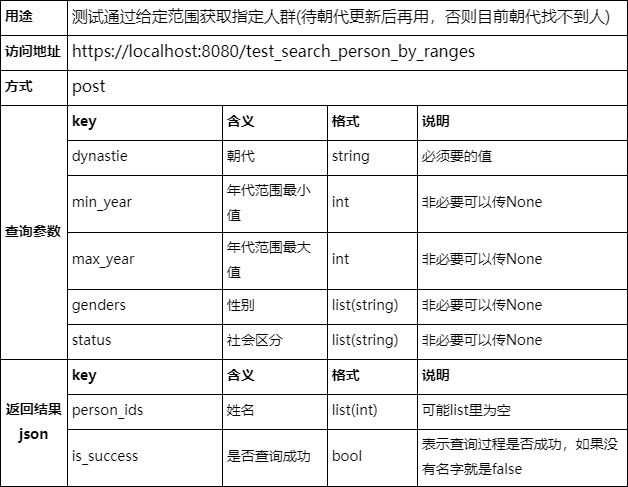 用途 测试通过给定范围获取指定人群(待朝代更新后再用，否则目前朝代找不到人)
访问地址 https://localhost:8080/test_search_person_by_ranges
方式 post
key 含义 格式 说明
dynastie 朝代 string 必须要的值
min_year 年代范围最小 int 非必要可以传None
值
查询参数
max_year 年代范围最大 int 非必要可以传None
值
genders 性别 list(string) 非必要可以传None
status 社会区分 list(string) 非必要可以传None
key 含义 格式 说明
返回结果
json
person_ids 姓名 list(int) 可能list里为空
is_success 是否查询成功 bool 表示查询过程是否成功，如果没
有名字就是false